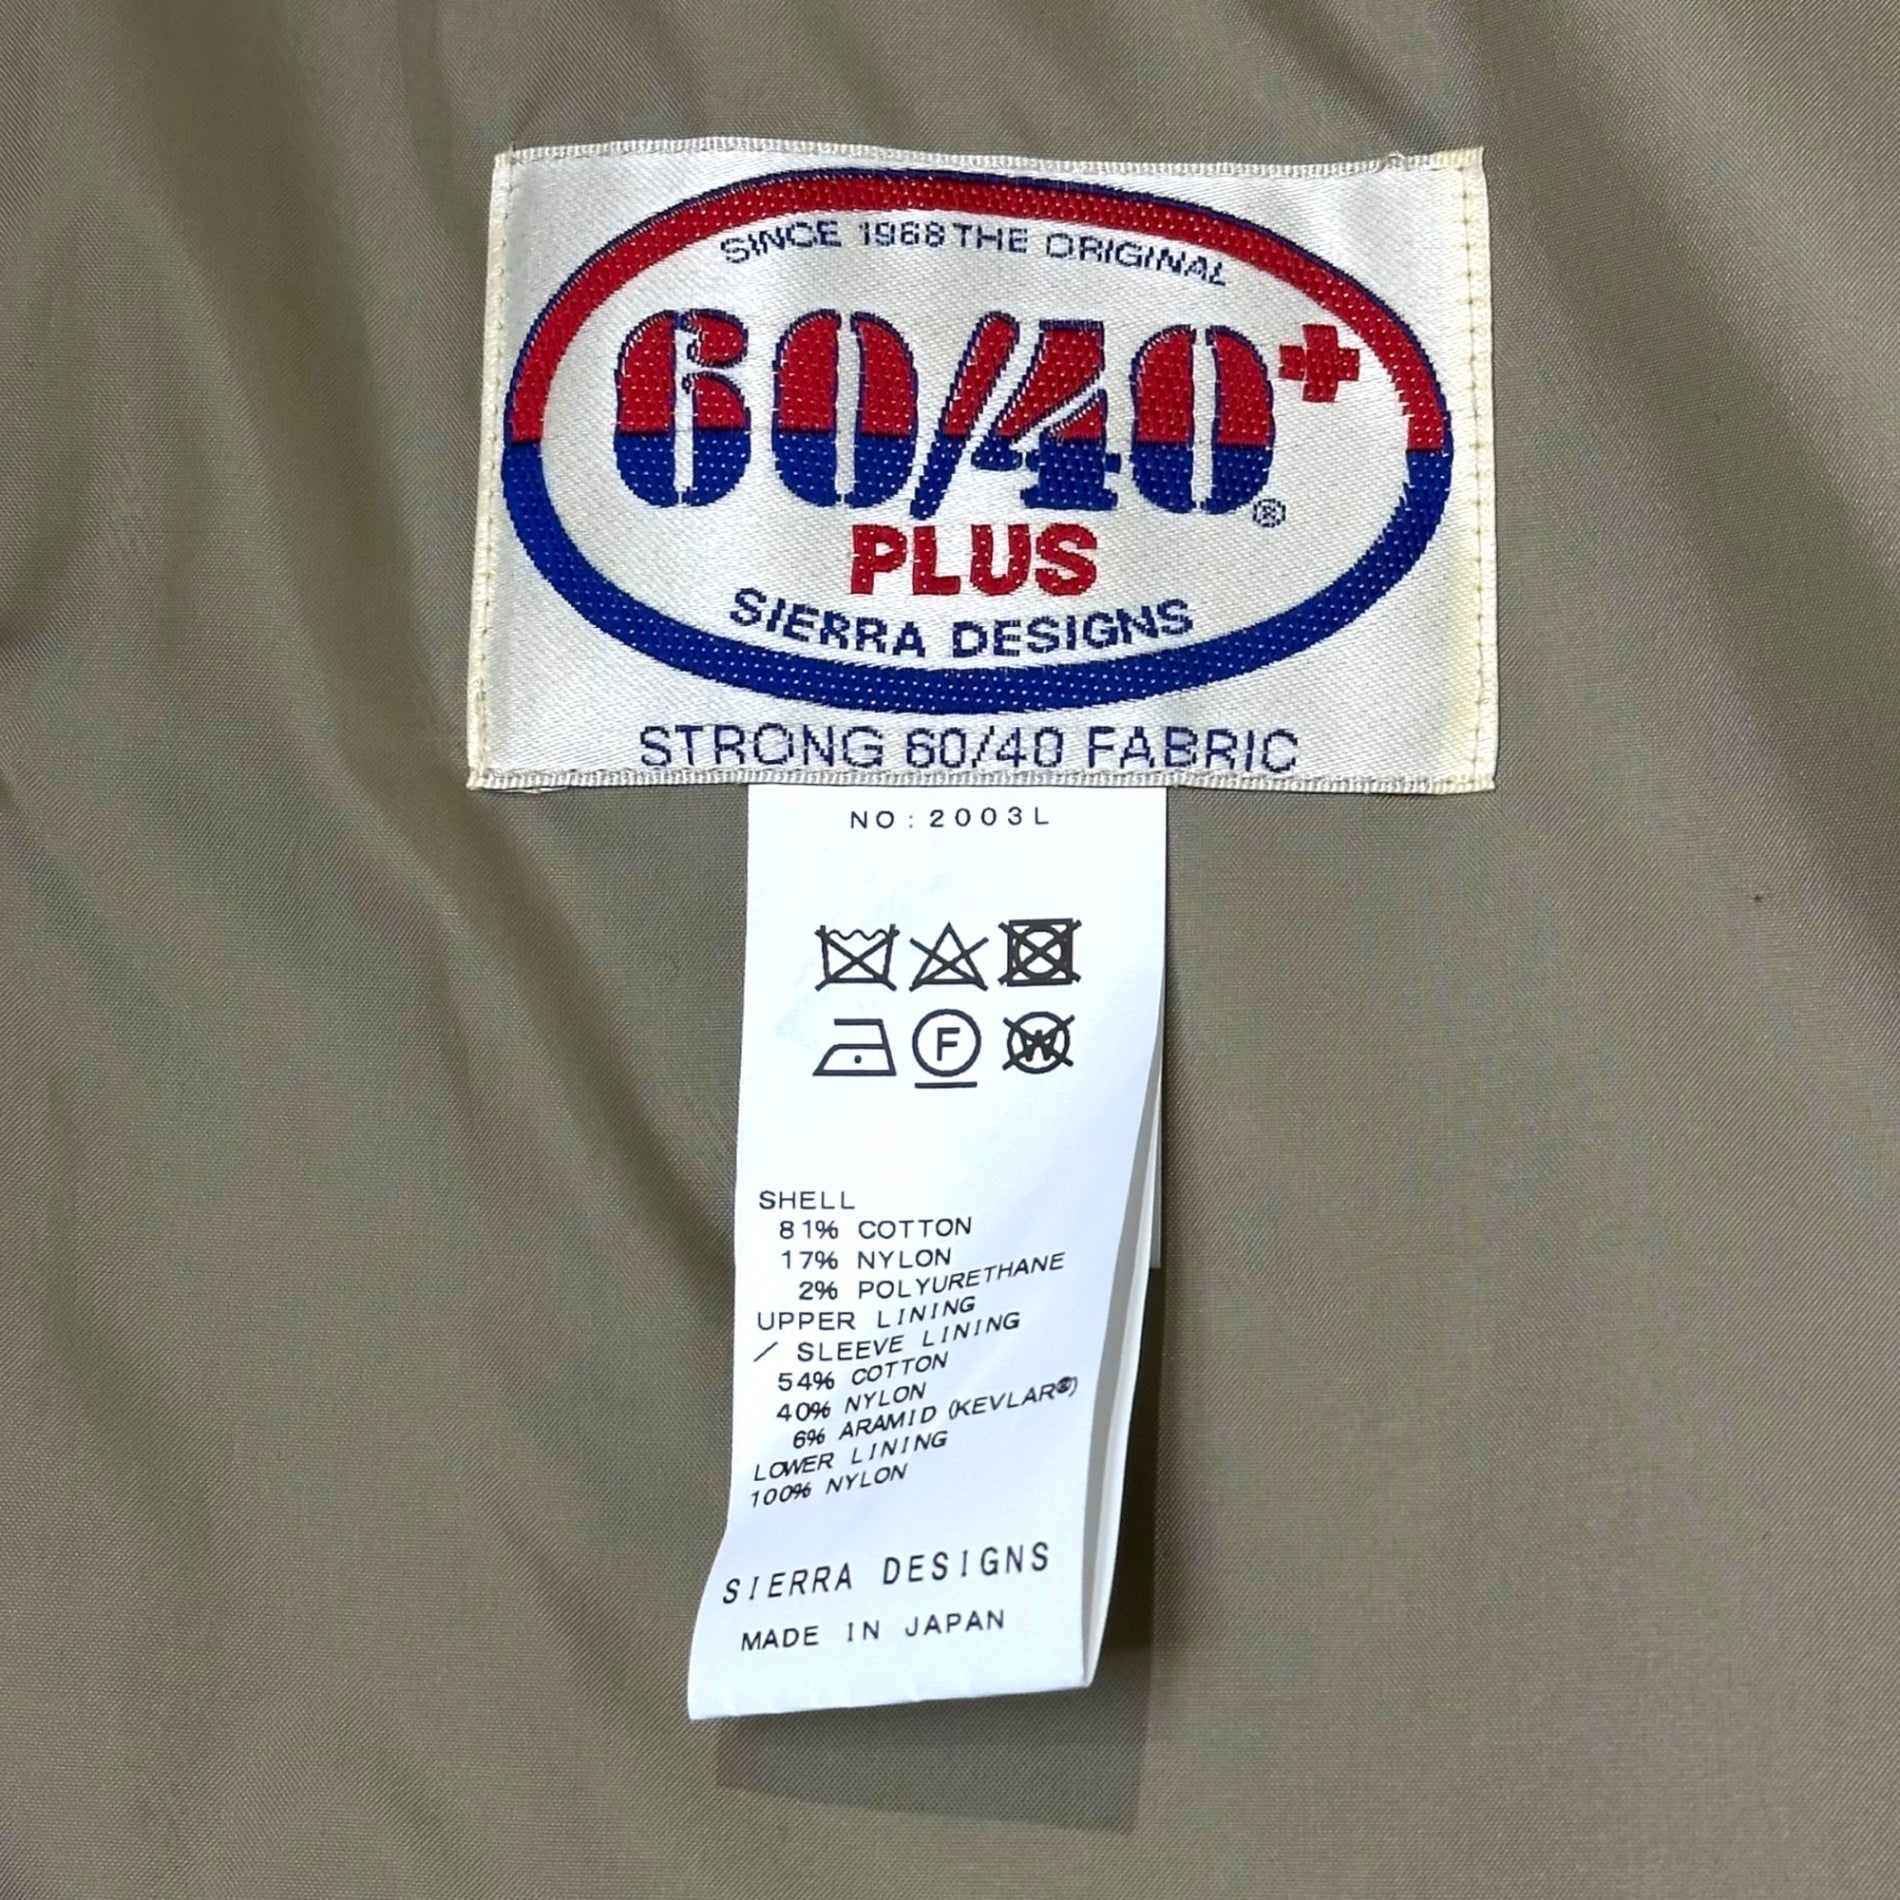 SINCE 1968 THE ORIGINAL
60/40+®
PLUS
SIERRA DESIGNS
STRONG 60/40 FABRIC
NO: 2003L
F
W
SHELL
81% COTTON
17% NYLON
2% POLYURETHANE
UPPER LINING
/ SLEEVE LINING
54% COTTON
40% NYLON
6% ARAMID (KEVLAR®)
LOWER LINING
100% NYLON
SIERRA DESIGNS
MADE IN JAPAN